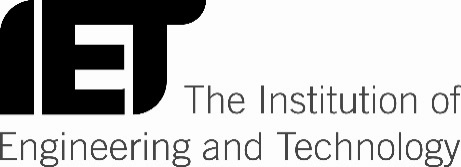 IET
The Institution of
Engineering and Technology